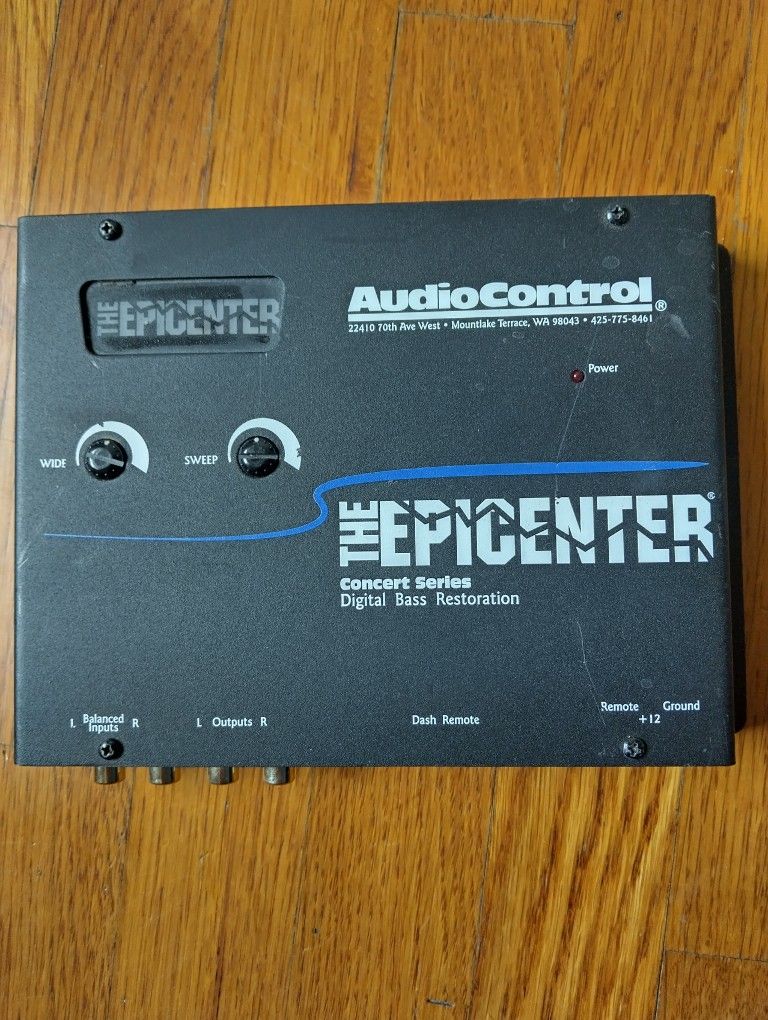 THE EPICENTER
AudioControl®
22410 70th Ave West • Mountlake Terrace, WA 98043 • 425-775-8461
Power
WIDE
SWEEP
THE EPICENTER®
Concert Series
Digital Bass Restoration
L Balanced Inputs R
L Outputs R
Dash Remote
Remote +12 Ground